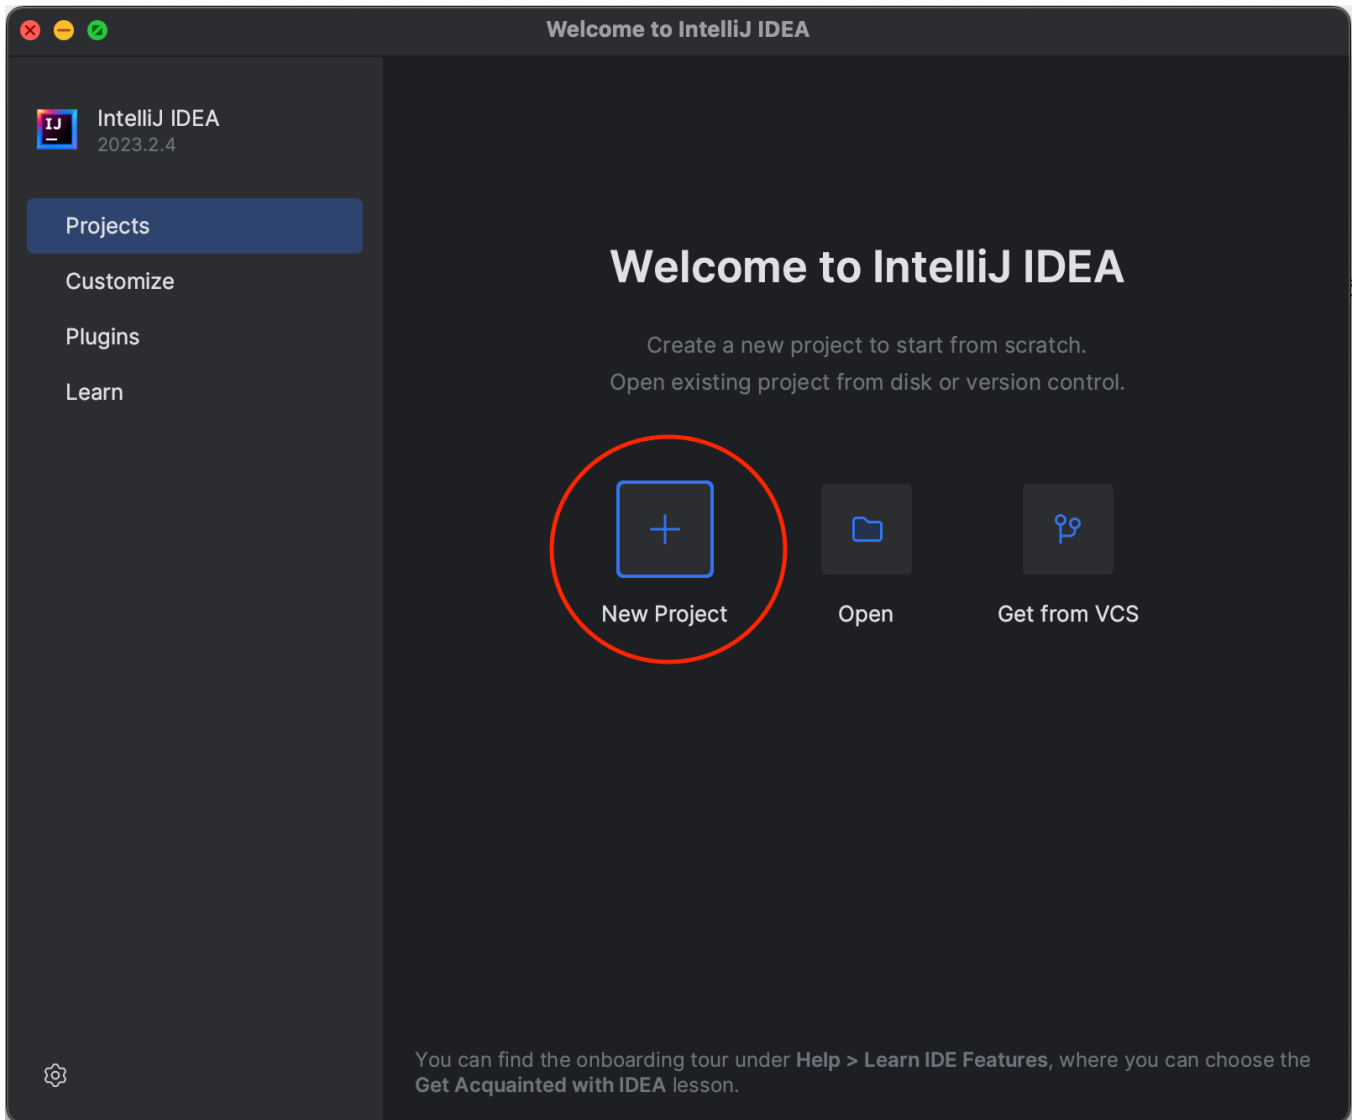 Welcome to IntelliJ IDEA
IJ
IntelliJ IDEA
2023.2.4
Projects
Customize
Plugins
Learn
Welcome to IntelliJ IDEA
Create a new project to start from scratch.
Open existing project from disk or version control.
New Project
Open
Get from VCS
You can find the onboarding tour under Help > Learn IDE Features, where you can choose the
Get Acquainted with IDEA lesson.